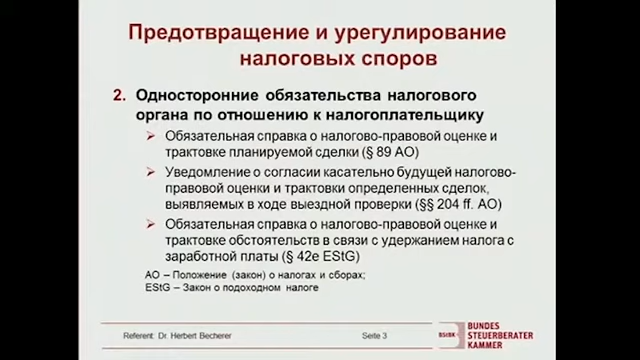 Предотвращение и урегулирование
налоговых споров
2. Односторонние обязательства налогового
органа по отношению к налогоплательщику
Обязательная справка о налогово-правовой оценке и
трактовке планируемой сделки (§ 89 AO)
Уведомление о согласии касательно будущей налогово-
правовой оценки и трактовки определенных сделок,
выявляемых в ходе выездной проверки (§§ 204 ff. AO)
Обязательная справка о налогово-правовой оценке и
трактовке обстоятельств в связи с удержанием налога с
заработной платы (§ 42e EStG)
AO – Положение (закон) о налогах и сборах;
EStG – Закон о подоходном налоге
Referent: Dr. Herbert Becherer
Seite 3
BStBK
BUNDES
STEUERBERATER
KAMMER